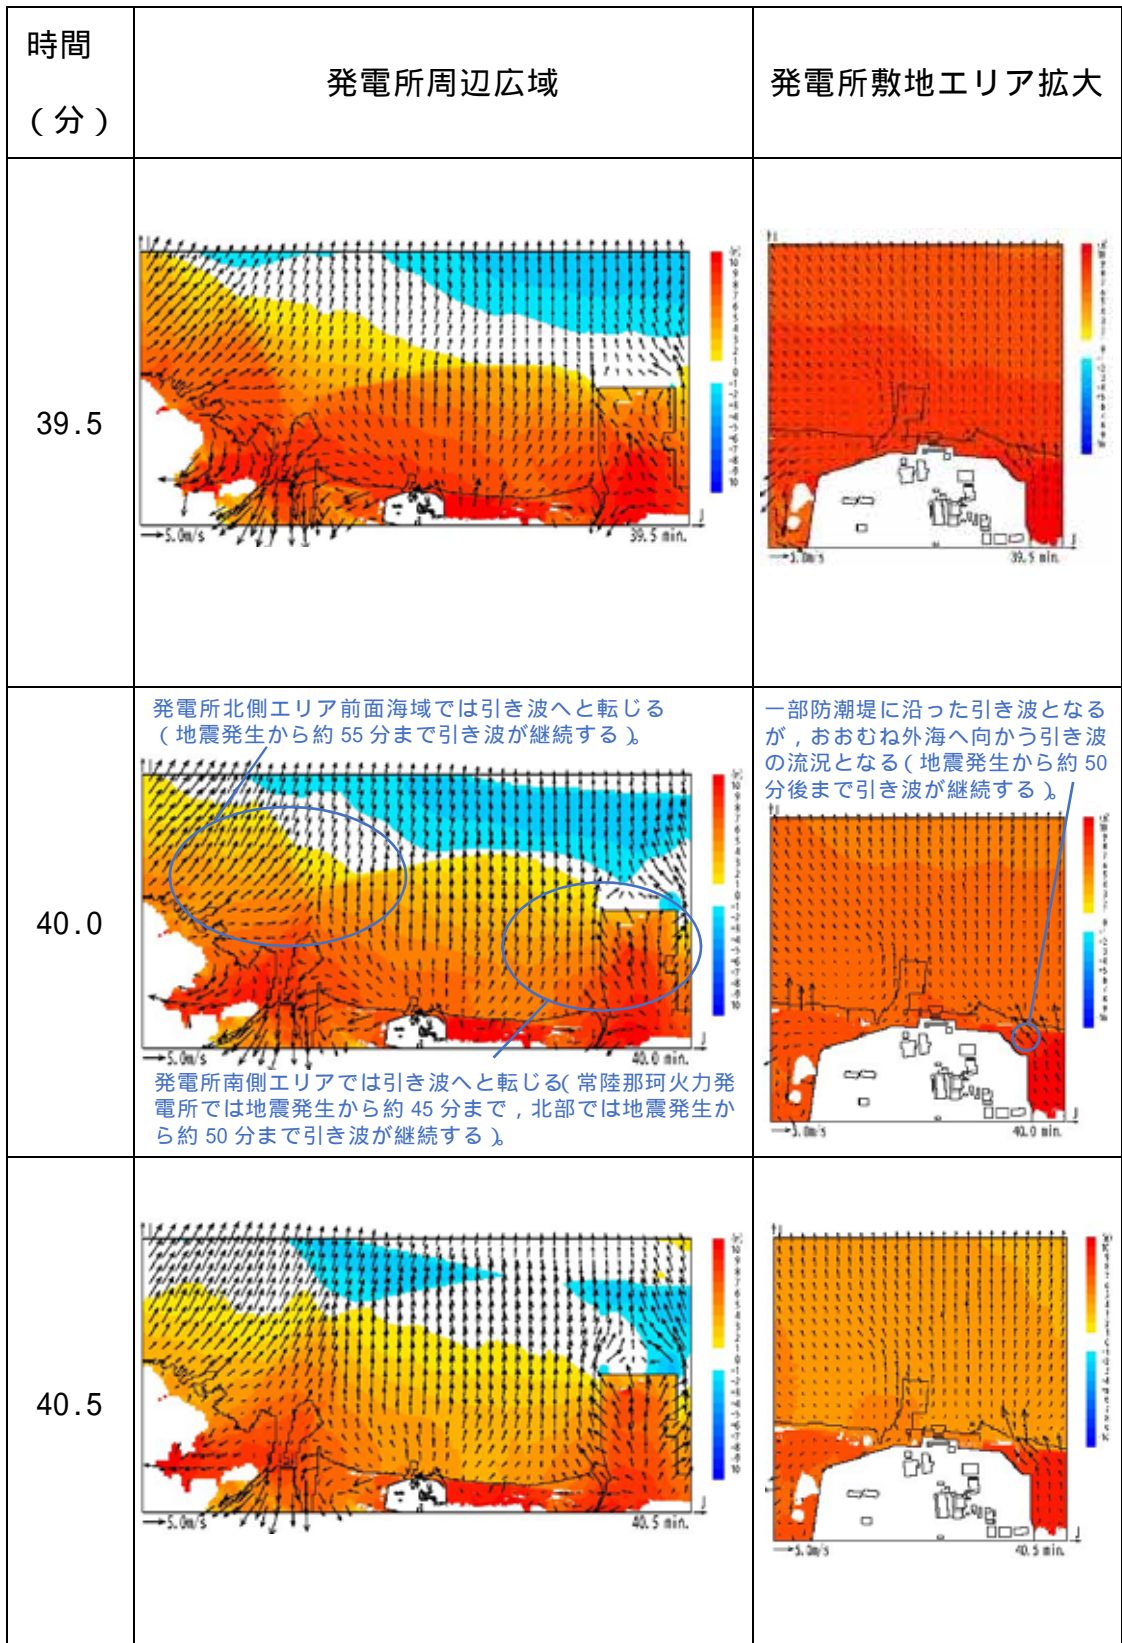 時間
(分)
発電所周辺広域
発電所敷地エリア拡大
39.5
5.0m/s
39.5 min.
39.5 min.
40.0
発電所北側エリア前面海域では引き波へと転じる
(地震発生から約 55 分まで引き波が継続する)。
一部防潮堤に沿った引き波となる
が,おおむね外海へ向かう引き波
の流況となる(地震発生から約 50
分後まで引き波が継続する)。
5.0m/s
40.0 min.
発電所南側エリアでは引き波へと転じる(常陸那珂火力発
電所では地震発生から約 45 分まで,北部では地震発生か
ら約 50 分まで引き波が継続する)。
40.0 min.
40.5
5.0m/s
40.5 min.
5.0m/s
40.5 min.